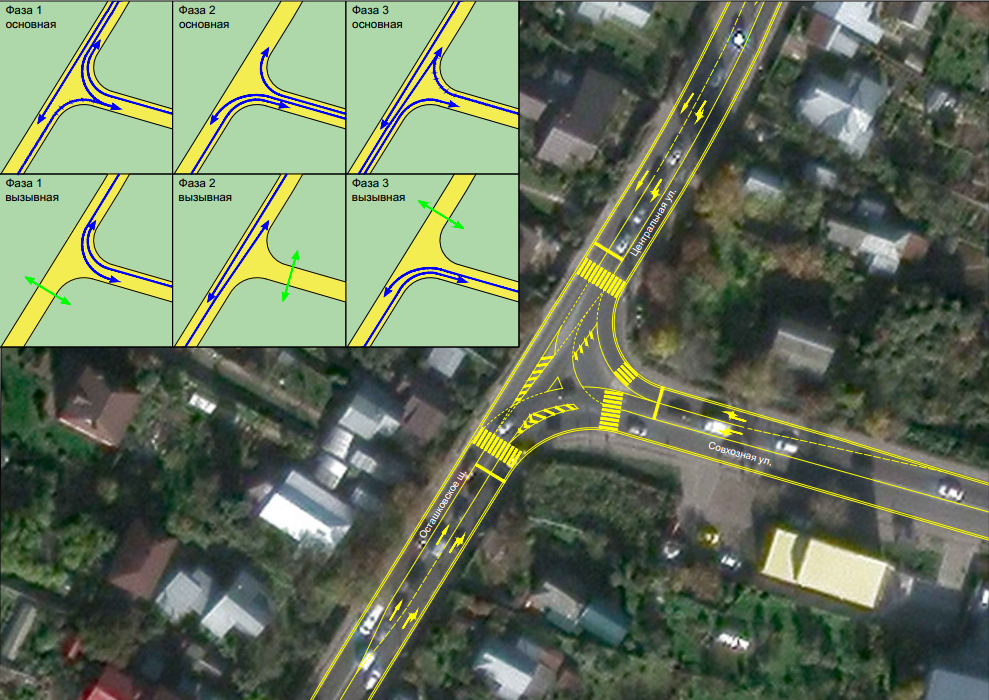 Фаза 1
основная
Фаза 2
основная
Фаза 3
основная
Фаза 1
вызывная
Фаза 2
вызывная
Фаза 3
вызывная
Центральная ул.
Совхозная ул.
Осташковское ш.